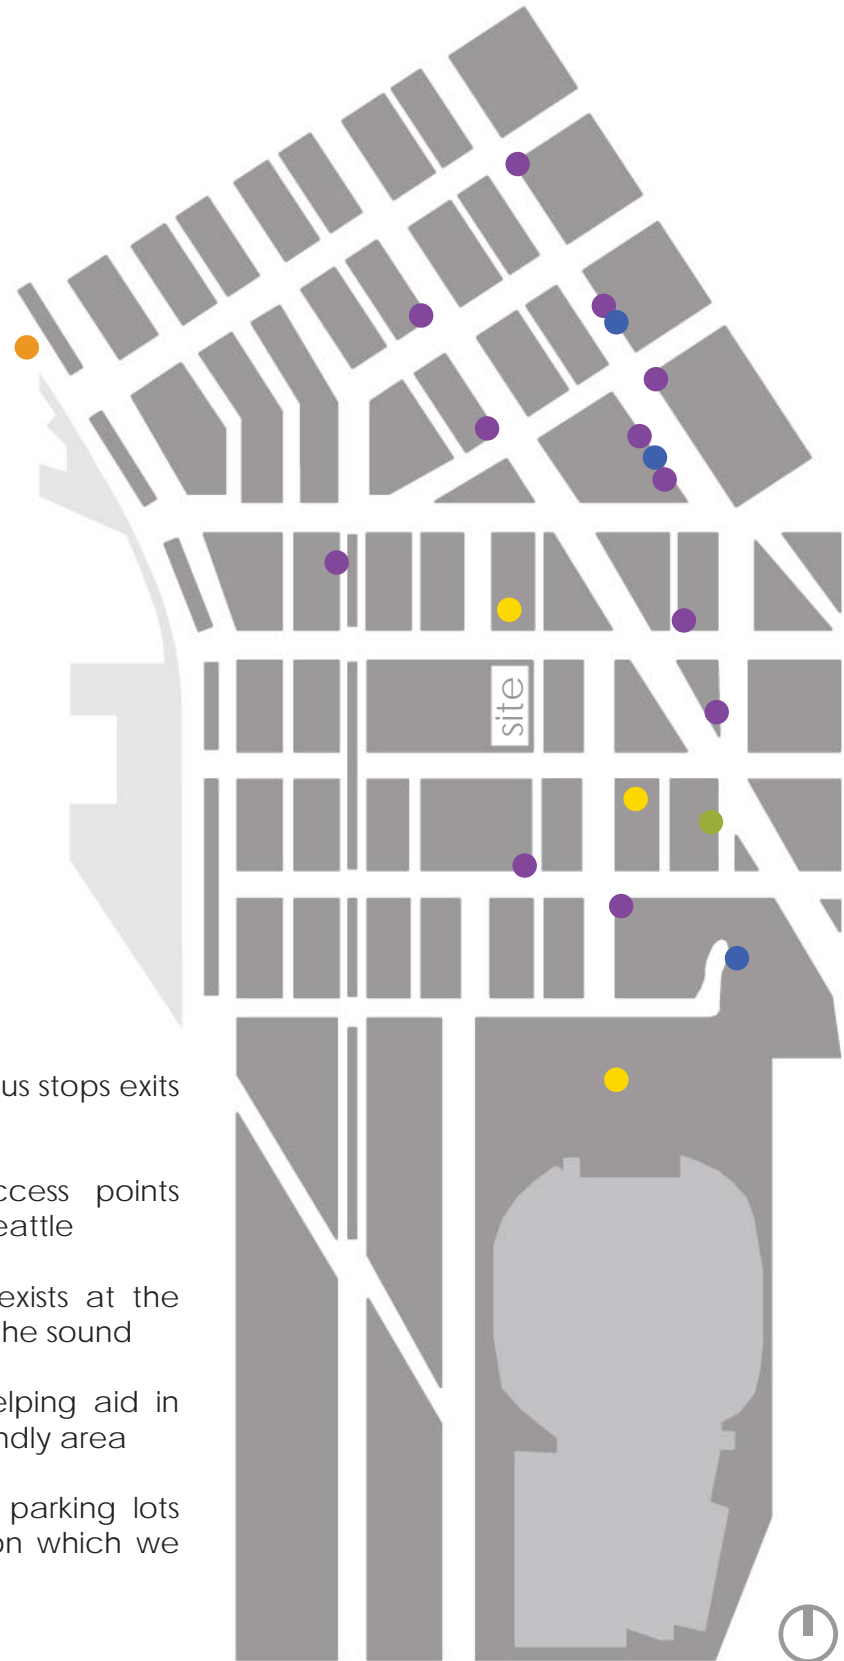 site
us stops exits
ccess points
eattle
exists at the
he sound
elping aid in
ndly area
parking lots
on which we